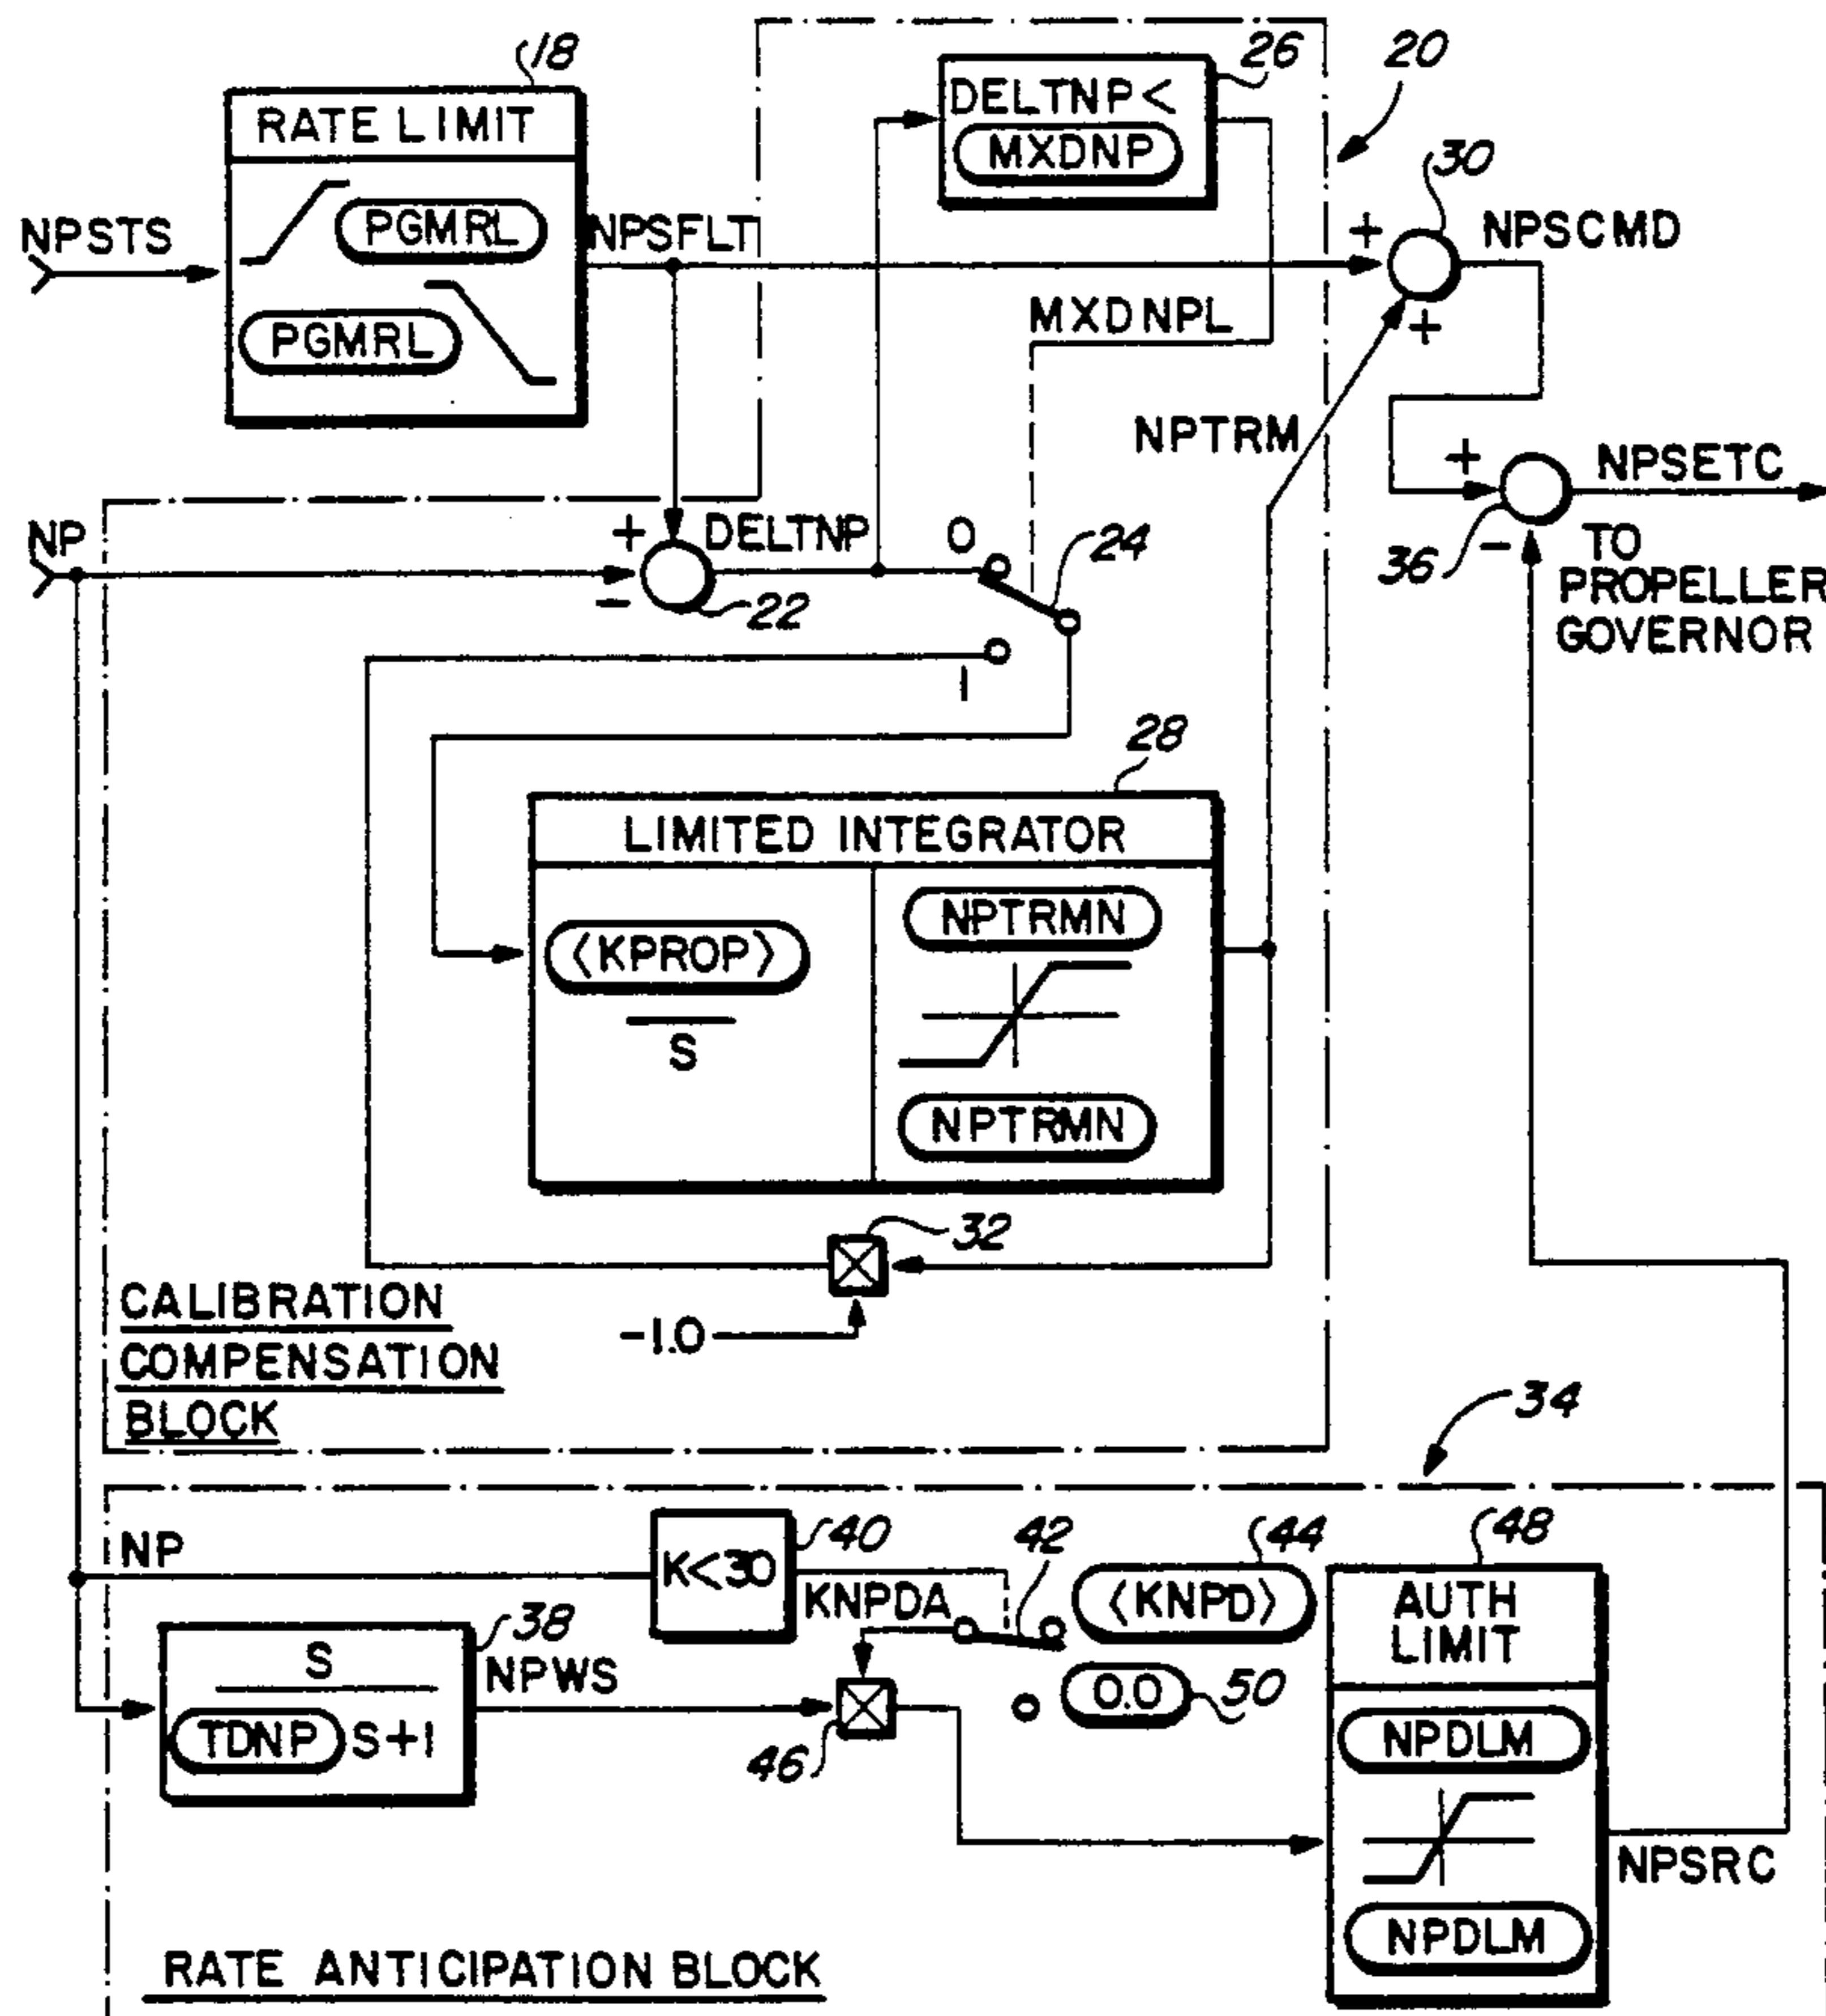 18
RATE LIMIT
NPSTS
PGMRL
PGMRL
NPSFLT
26
DELTNP<
MXDNP
20
30
+
NPSCMD
+
MXDNPL
NPTRM
+
NPSETC
36
-
TO
PROPELLER
GOVERNOR
NP
+
DELTNP
-
22
0
24
1
28
LIMITED INTEGRATOR
<KPROP>
S
NPTRMN
NPTRMN
32
-1.0
CALIBRATION
COMPENSATION
BLOCK
34
NP
K<30
40
KNPDA
42
44
<KNPD>
0.0
50
48
AUTH
LIMIT
NPDLM
NPDLM
NPSRC
38
S
TDNP S+1
NPWS
46
RATE ANTICIPATION BLOCK